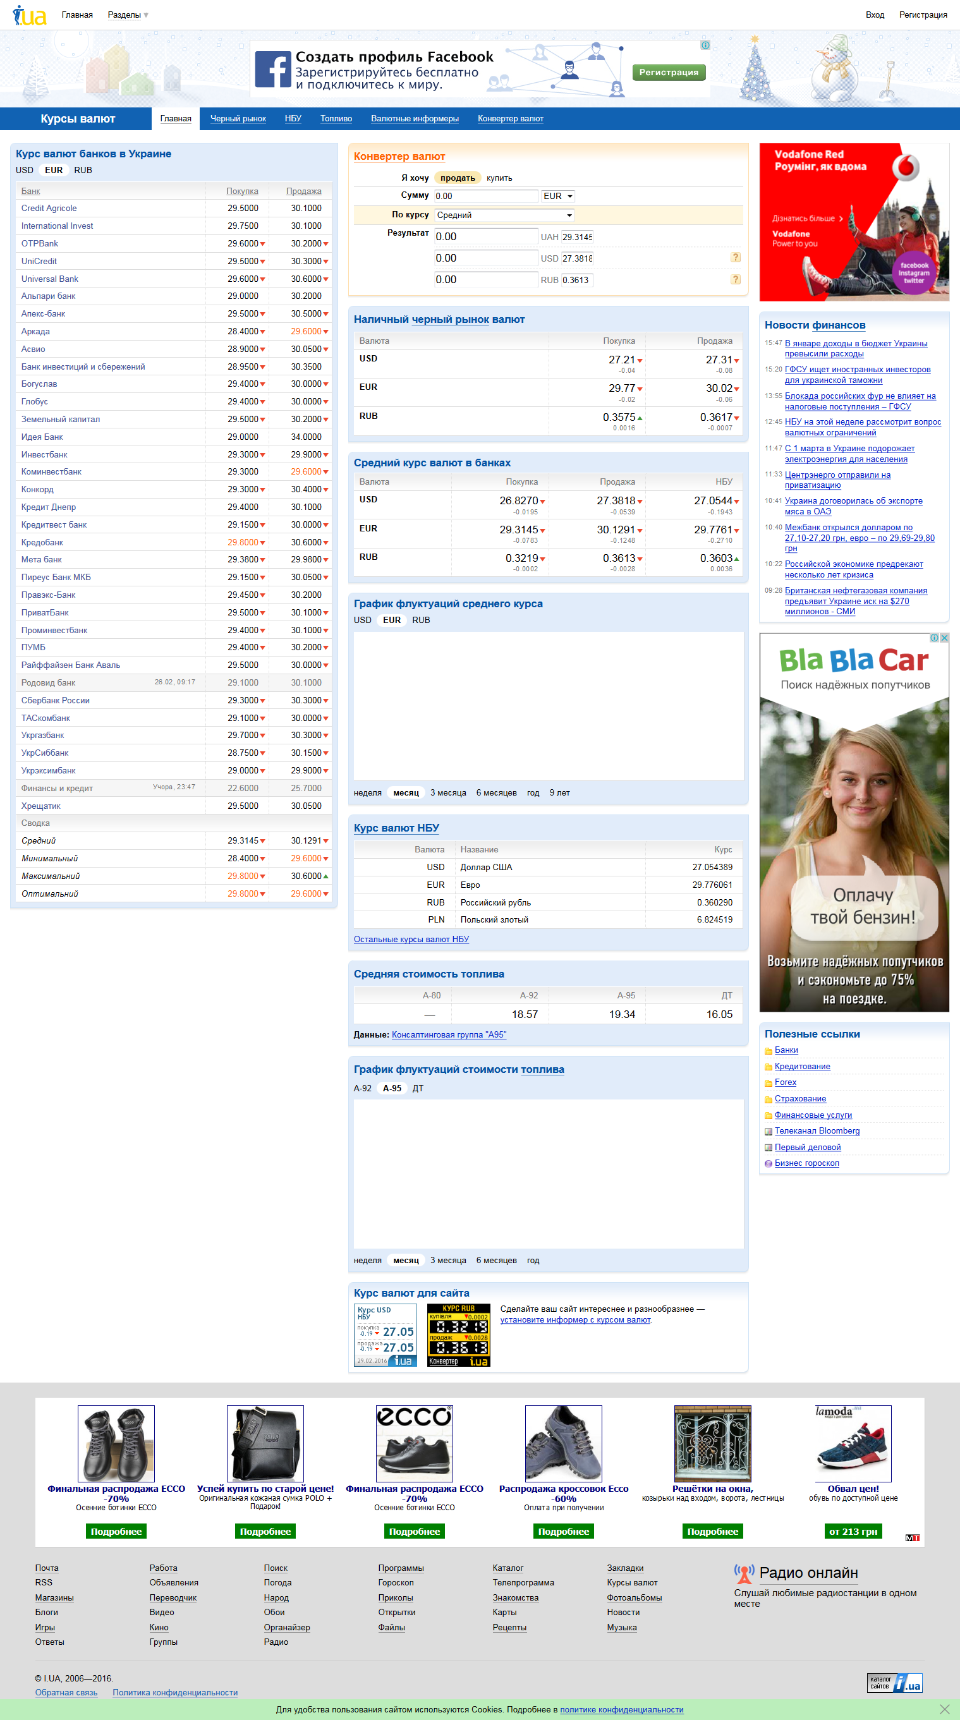 i.ua Главная Разделы Вход Регистрация
Создать профиль Facebook
Зарегистрируйтесь бесплатно
и подключитесь к миру.
Регистрация
Курсы валют Главная Черный рынок НБУ Топливо Валютные информеры Конвертер валют
Курс валют банков в Украине
USD EUR RUB
Банк Покупка Продажа
Credit Agricole 29.5000 30.1000
International Invest 29.7500 30.1000
OTPBank 29.6000 30.2000
UniCredit 29.5000 30.3000
Universal Bank 29.6000 30.6000
Альпари банк 29.0000 30.2000
Апекс-банк 29.5000 30.5000
Аркада 28.4000 29.6000
Асвио 28.9000 30.0500
Банк инвестиций и сбережений 28.9500 30.3500
Богуслав 29.4000 30.0000
Глобус 29.4000 30.0000
Земельный капитал 29.5000 30.2000
Идея Банк 29.0000 34.0000
Инвестбанк 29.3000 29.9000
Коминвестбанк 29.3000 29.6000
Конкорд 29.3000 30.4000
Кредит Днепр 29.4000 30.1000
Кредитвест банк 29.1500 30.0000
Кредобанк 29.8000 30.6000
Мета банк 29.3800 29.9800
Пиреус Банк МКБ 29.1500 30.0500
Правэкс-Банк 29.4500 30.2000
ПриватБанк 29.5000 30.1000
Проминвестбанк 29.4000 30.1000
ПУМБ 29.4000 30.2000
Райффайзен Банк Аваль 29.5000 30.0000
Родовид банк 26.02, 09:17 29.1000 30.1000
Сбербанк России 29.3000 30.3000
ТАСкомбанк 29.1000 30.0000
Укргазбанк 29.7000 30.3000
УкрСиббанк 28.7500 30.1500
Укрэксимбанк 29.0000 29.9000
Финансы и кредит Учора, 23:47 22.6000 25.7000
Хрещатик 29.5000 30.0500
Сводка
Средний 29.3145 30.1291
Минимальный 28.4000 29.6000
Максимальный 29.8000 30.6000
Оптимальный 29.8000 29.6000
Конвертер валют
Я хочу продать купить
Сумму 0.00 EUR
По курсу Средний
Результат 0.00 UAH 29.3145
0.00 USD 27.3818
0.00 RUB 0.3613
Наличный черный рынок валют
Валюта Покупка Продажа
USD 27.21 27.31
-0.04 -0.08
EUR 29.77 30.02
-0.02 -0.06
RUB 0.3575 0.3617
0.0016 -0.0007
Средний курс валют в банках
Валюта Покупка Продажа НБУ
USD 26.8270 27.3818 27.0544
-0.0195 -0.0539 -0.1943
EUR 29.3145 30.1291 29.7761
-0.0783 -0.1248 -0.2710
RUB 0.3219 0.3613 0.3603
-0.0002 -0.0028 0.0036
График флуктуаций среднего курса
USD EUR RUB
неделя месяц 3 месяца 6 месяцев год 9 лет
Курс валют НБУ
Валюта Название Курс
USD Доллар США 27.054389
EUR Евро 29.776061
RUB Российский рубль 0.360290
PLN Польский злотый 6.824519
Остальные курсы валют НБУ
Средняя стоимость топлива
А-80 А-92 А-95 ДТ
— 18.57 19.34 16.05
Данные: Консалтинговая группа "А95"
График флуктуаций стоимости топлива
А-92 А-95 ДТ
неделя месяц 3 месяца 6 месяцев год
Курс валют для сайта
Курс USD
НБУ
покупка
-0.19 27.05
продажа
-0.19 27.05
29.02.2016 i.ua
КУРС RUB
купівля 0.0002
0.3219
продаж 0.0028
0.3613
Конвертер i.ua
Сделайте ваш сайт интереснее и разнообразнее —
установите информер с курсом валют.
Vodafone Red
Роумінг, як вдома
Дізнатись більше >
Vodafone
Power to you
facebook
Instagram
twitter
Новости финансов
15:47 В январе доходы в бюджет Украины
превысили расходы
15:20 ГФСУ ищет иностранных инвесторов
для украинской таможни
13:55 Блокада российских фур не влияет на
налоговые поступления – ГФСУ
12:45 НБУ на этой неделе рассмотрит вопрос
валютных ограничений
11:47 С 1 марта в Украине подорожает
электроэнергия для населения
11:33 Центрэнерго отправили на
приватизацию
10:41 Украина договорилась об экспорте
мяса в ОАЭ
10:40 Межбанк открылся долларом по
27,10-27,20 грн, евро – по 29,69-29,80
грн
10:22 Российской экономике предрекают
несколько лет кризиса
09:26 Британская нефтегазовая компания
предъявит Украине иск на $270
миллионов - СМИ
Bla Bla Car
Поиск надёжных попутчиков
Оплачу
твой бензин!
Возьмите надёжных попутчиков
и сэкономьте до 75%
на поездке.
Полезные ссылки
Банки
Кредитование
Forex
Страхование
Финансовые услуги
Телеканал Bloomberg
Первый деловой
Бизнес гороскоп
ecco lamoda
Финальная распродажа ECCO
-70%
Осенние ботинки ECCO
Подробнее
Успей купить по старой цене!
Оригинальная кожаная сумка POLO +
Подарок!
Подробнее
Финальная распродажа ECCO
-70%
Осенние ботинки ECCO
Подробнее
Распродажа кроссовок Ecco
-60%
Оплата при получении
Подробнее
Решётки на окна,
козырьки над входом, ворота, лестницы
Подробнее
Обвал цен!
обувь по доступной цене
от 213 грн
MT
Почта Работа Поиск Программы Каталог Закладки
RSS Объявления Погода Гороскоп Телепрограмма Курсы валют
Магазины Переводчик Народ Приколы Знакомства Фотоальбомы
Блоги Видео Обои Открытки Карты Новости
Игры Кино Органайзер Файлы Рецепты Музыка
Ответы Группы Радио
Радио онлайн
Слушай любимые радиостанции в одном
месте
© I.UA, 2006—2016.
Обратная связь Политика конфиденциальности
каталог
сайтов i.ua
Для удобства пользования сайтом используются Cookies. Подробнее в политике конфиденциальности